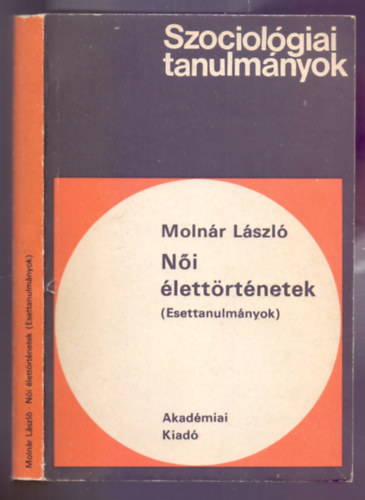 Szociológiai
tanulmányok
Molnár László
Női
élettörténetek
(Esettanulmányok)
Akadémiai
Kiadó
Molnár László · Női élettörténetek (Esettanulmányok)